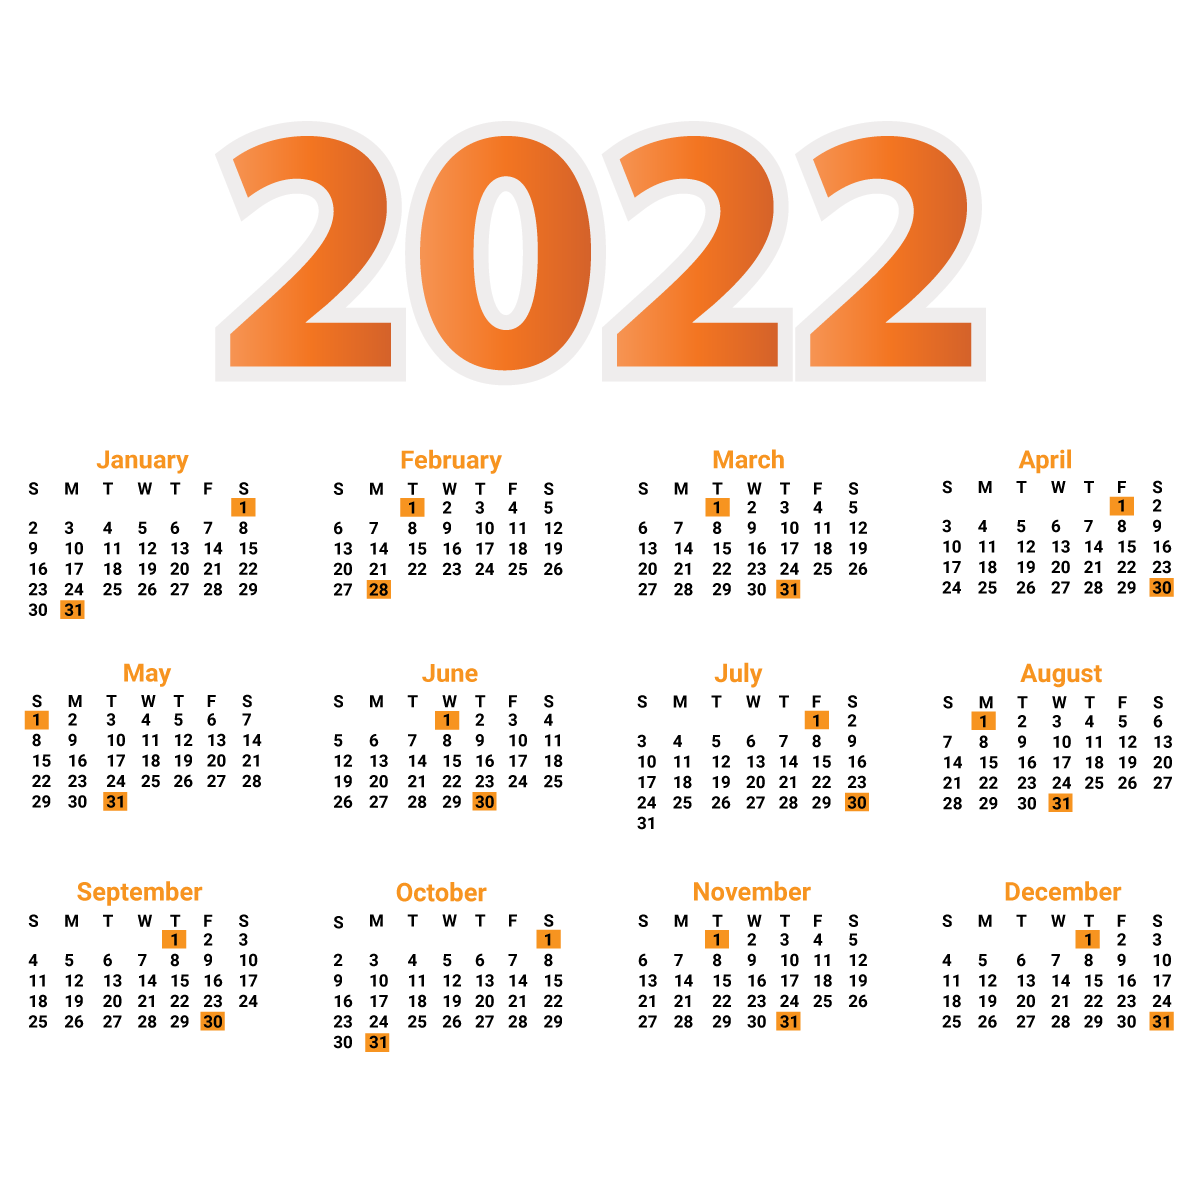 2022
January
S M T W T F S
1
2 3 4 5 6 7 8
9 10 11 12 13 14 15
16 17 18 19 20 21 22
23 24 25 26 27 28 29
30 31
February
S M T W T F S
1 2 3 4 5
6 7 8 9 10 11 12
13 14 15 16 17 18 19
20 21 22 23 24 25 26
27 28
March
S M T W T F S
1 2 3 4 5
6 7 8 9 10 11 12
13 14 15 16 17 18 19
20 21 22 23 24 25 26
27 28 29 30 31
April
S M T W T F S
1 2
3 4 5 6 7 8 9
10 11 12 13 14 15 16
17 18 19 20 21 22 23
24 25 26 27 28 29 30
May
S M T W T F S
1 2 3 4 5 6 7
8 9 10 11 12 13 14
15 16 17 18 19 20 21
22 23 24 25 26 27 28
29 30 31
June
S M T W T F S
1 2 3 4
5 6 7 8 9 10 11
12 13 14 15 16 17 18
19 20 21 22 23 24 25
26 27 28 29 30
July
S M T W T F S
1 2
3 4 5 6 7 8 9
10 11 12 13 14 15 16
17 18 19 20 21 22 23
24 25 26 27 28 29 30
31
August
S M T W T F S
1 2 3 4 5 6
7 8 9 10 11 12 13
14 15 16 17 18 19 20
21 22 23 24 25 26 27
28 29 30 31
September
S M T W T F S
1 2 3
4 5 6 7 8 9 10
11 12 13 14 15 16 17
18 19 20 21 22 23 24
25 26 27 28 29 30
October
S M T W T F S
1
2 3 4 5 6 7 8
9 10 11 12 13 14 15
16 17 18 19 20 21 22
23 24 25 26 27 28 29
30 31
November
S M T W T F S
1 2 3 4 5
6 7 8 9 10 11 12
13 14 15 16 17 18 19
21 21 22 23 24 25 26
27 28 29 30 31
December
S M T W T F S
1 2 3
4 5 6 7 8 9 10
11 12 13 14 15 16 17
18 19 20 21 22 23 24
25 26 27 28 29 30 31